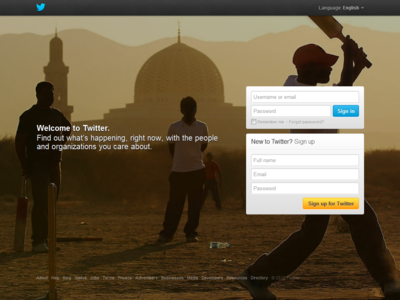 Language: English
Welcome to Twitter.
Find out what's happening, right now, with the people
and organizations you care about.
Username or email
Password
Sign in
Remember me · Forgot password?
New to Twitter? Sign up
Full name
Email
Password
Sign up for Twitter
About Help Blog Status Jobs Terms Privacy Advertisers Businesses Media Developers Resources Directory © 2012 Twitter